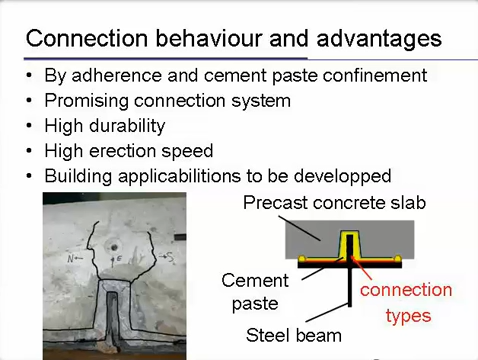 Connection behaviour and advantages
• By adherence and cement paste confinement
• Promising connection system
• High durability
• High erection speed
• Building applicabilitions to be developped
Precast concrete slab
N← E →S
Cement
paste
connection
types
Steel beam